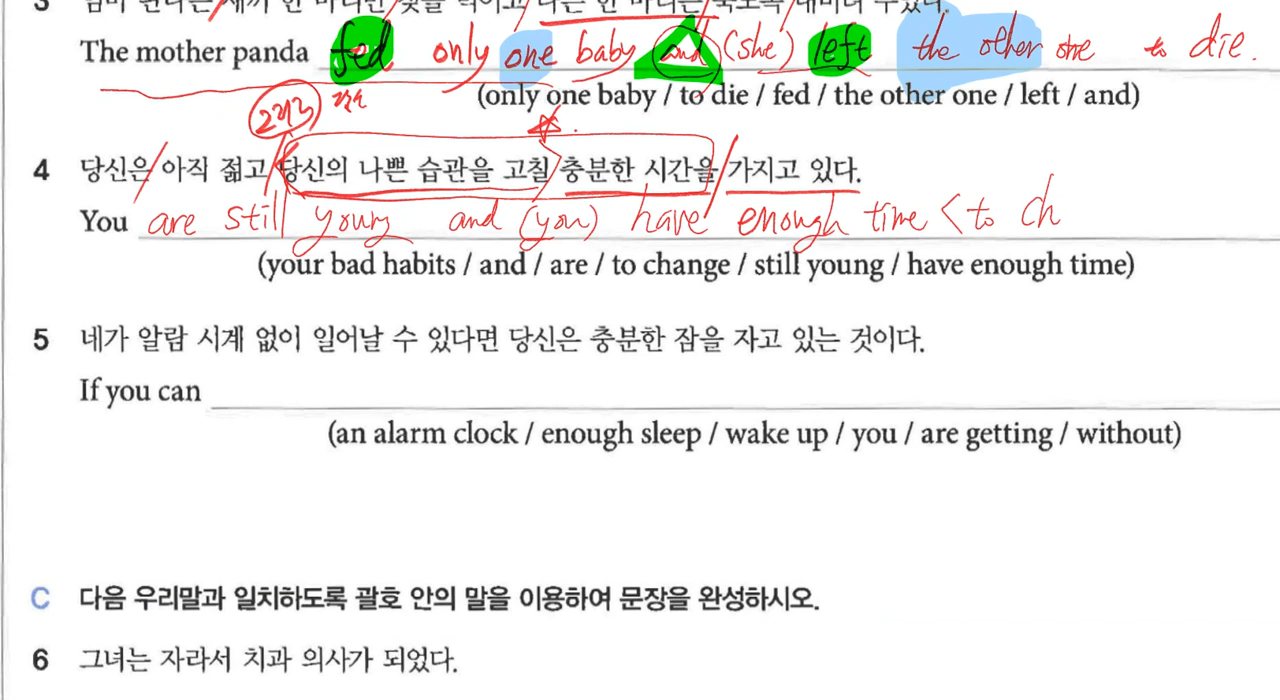 3
The mother panda fed only one baby and (she) left the other one to die.
(only one baby / to die / fed / the other one / left / and)
그리고
4 당신은 아직 젊고 당신의 나쁜 습관을 고칠 충분한 시간을 가지고 있다.
You are still young and (you) have enough time < to ch
(your bad habits / and / are / to change / still young / have enough time)
5 네가 알람 시계 없이 일어날 수 있다면 당신은 충분한 잠을 자고 있는 것이다.
If you can
(an alarm clock / enough sleep / wake up / you / are getting / without)
C 다음 우리말과 일치하도록 괄호 안의 말을 이용하여 문장을 완성하시오.
6 그녀는 자라서 치과 의사가 되었다.